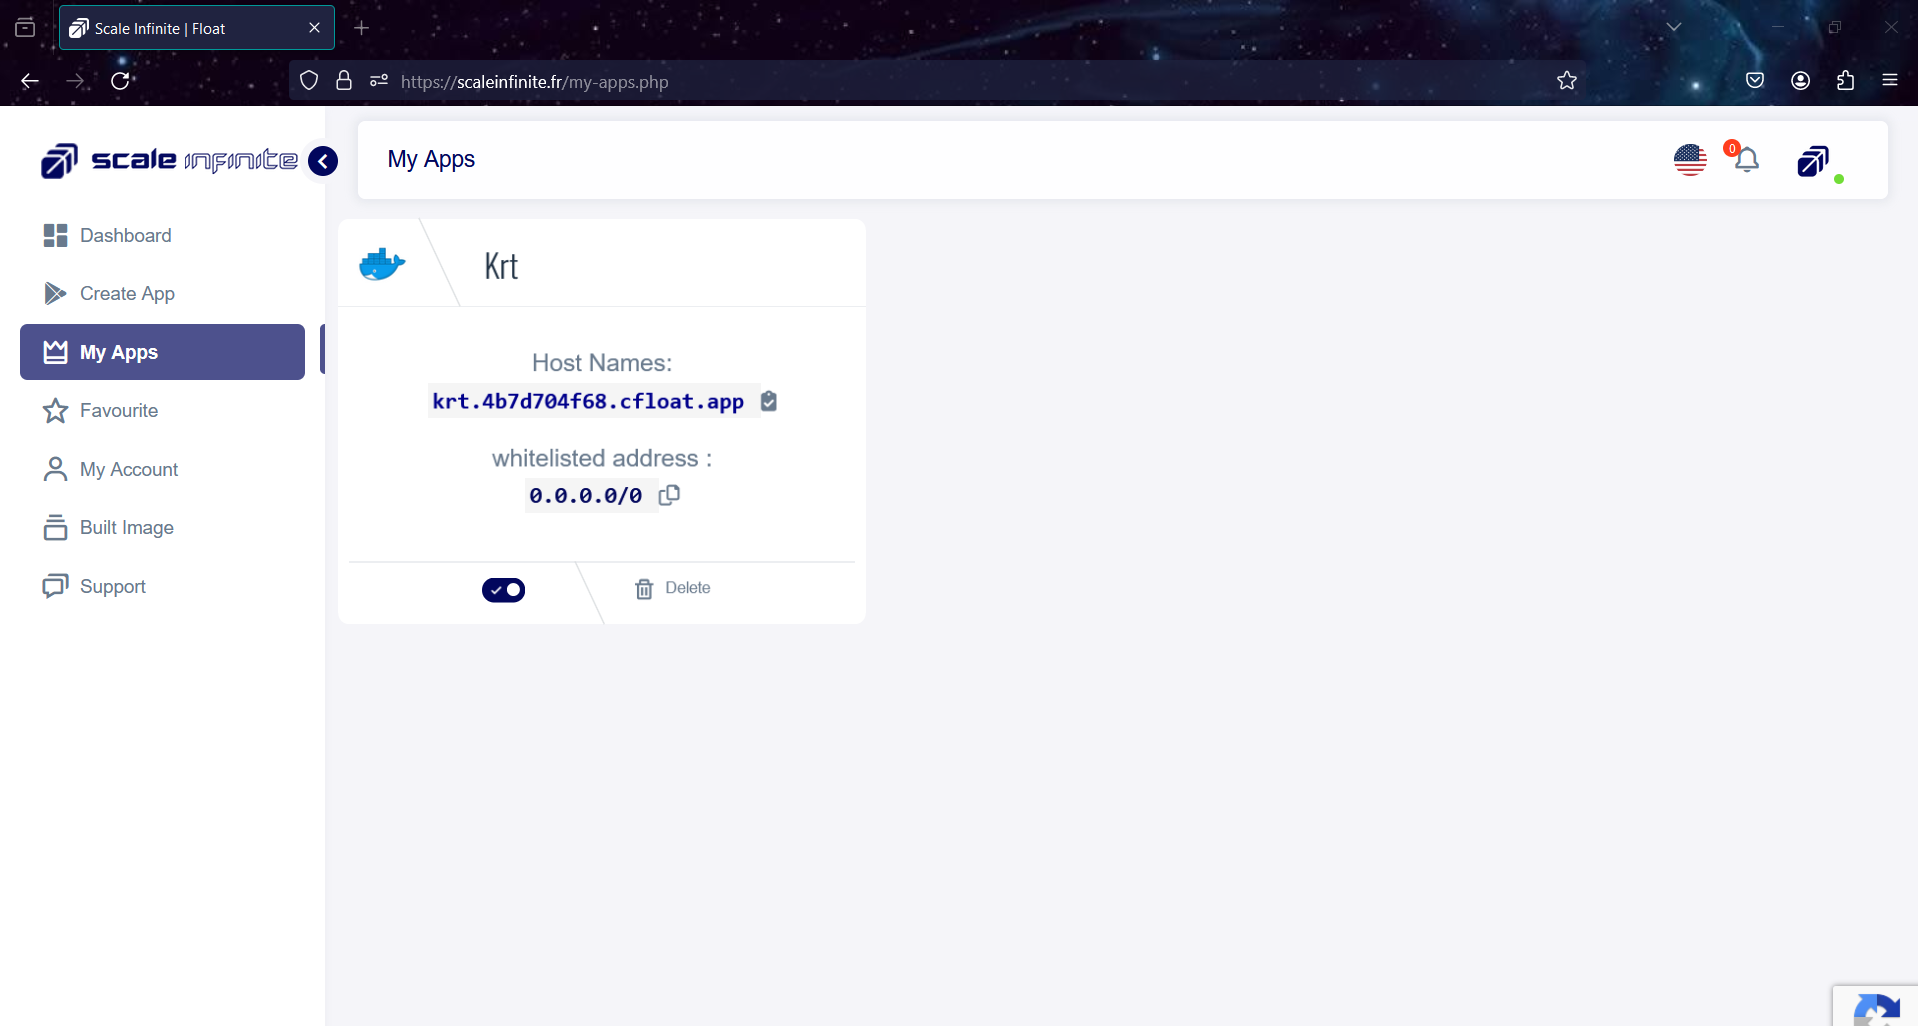 Scale Infinite | Float
https://scaleinfinite.fr/my-apps.php
scale infinite
My Apps
0
Dashboard
Create App
My Apps
Favourite
My Account
Built Image
Support
Krt
Host Names:
krt.4b7d704f68.cfloat.app
whitelisted address :
0.0.0.0/0
Delete